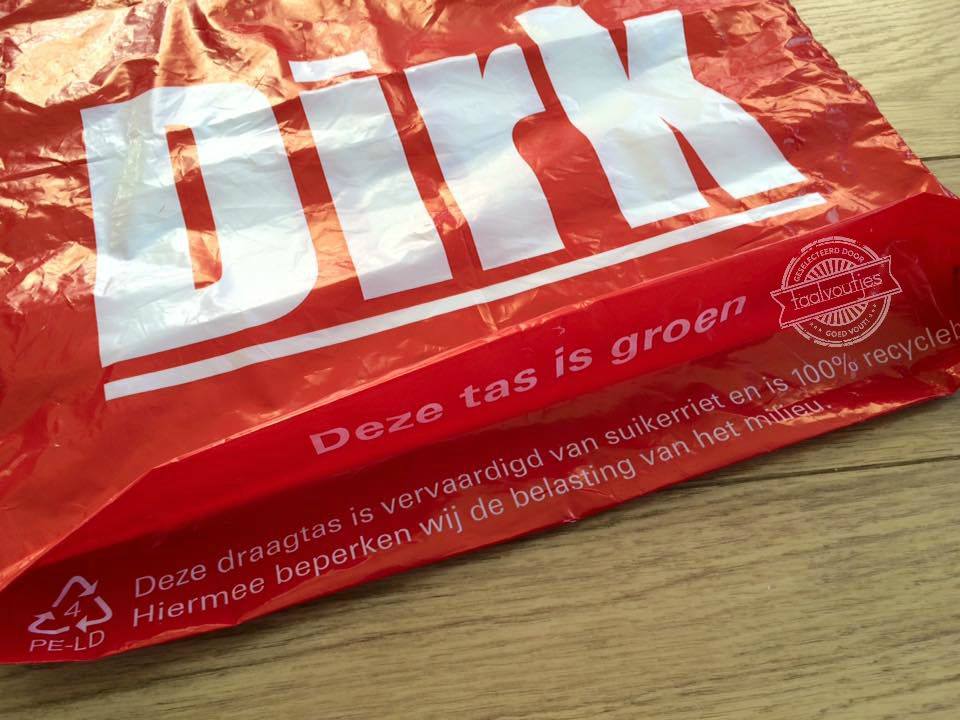 Dirk
Deze tas is groen
GESELECTEERD DOOR
taalvoutjes
GOED VOUT!
Deze draagtas is vervaardigd van suikerriet en is 100% recycleb
Hiermee beperken wij de belasting van het milieu.
4
PE-LD